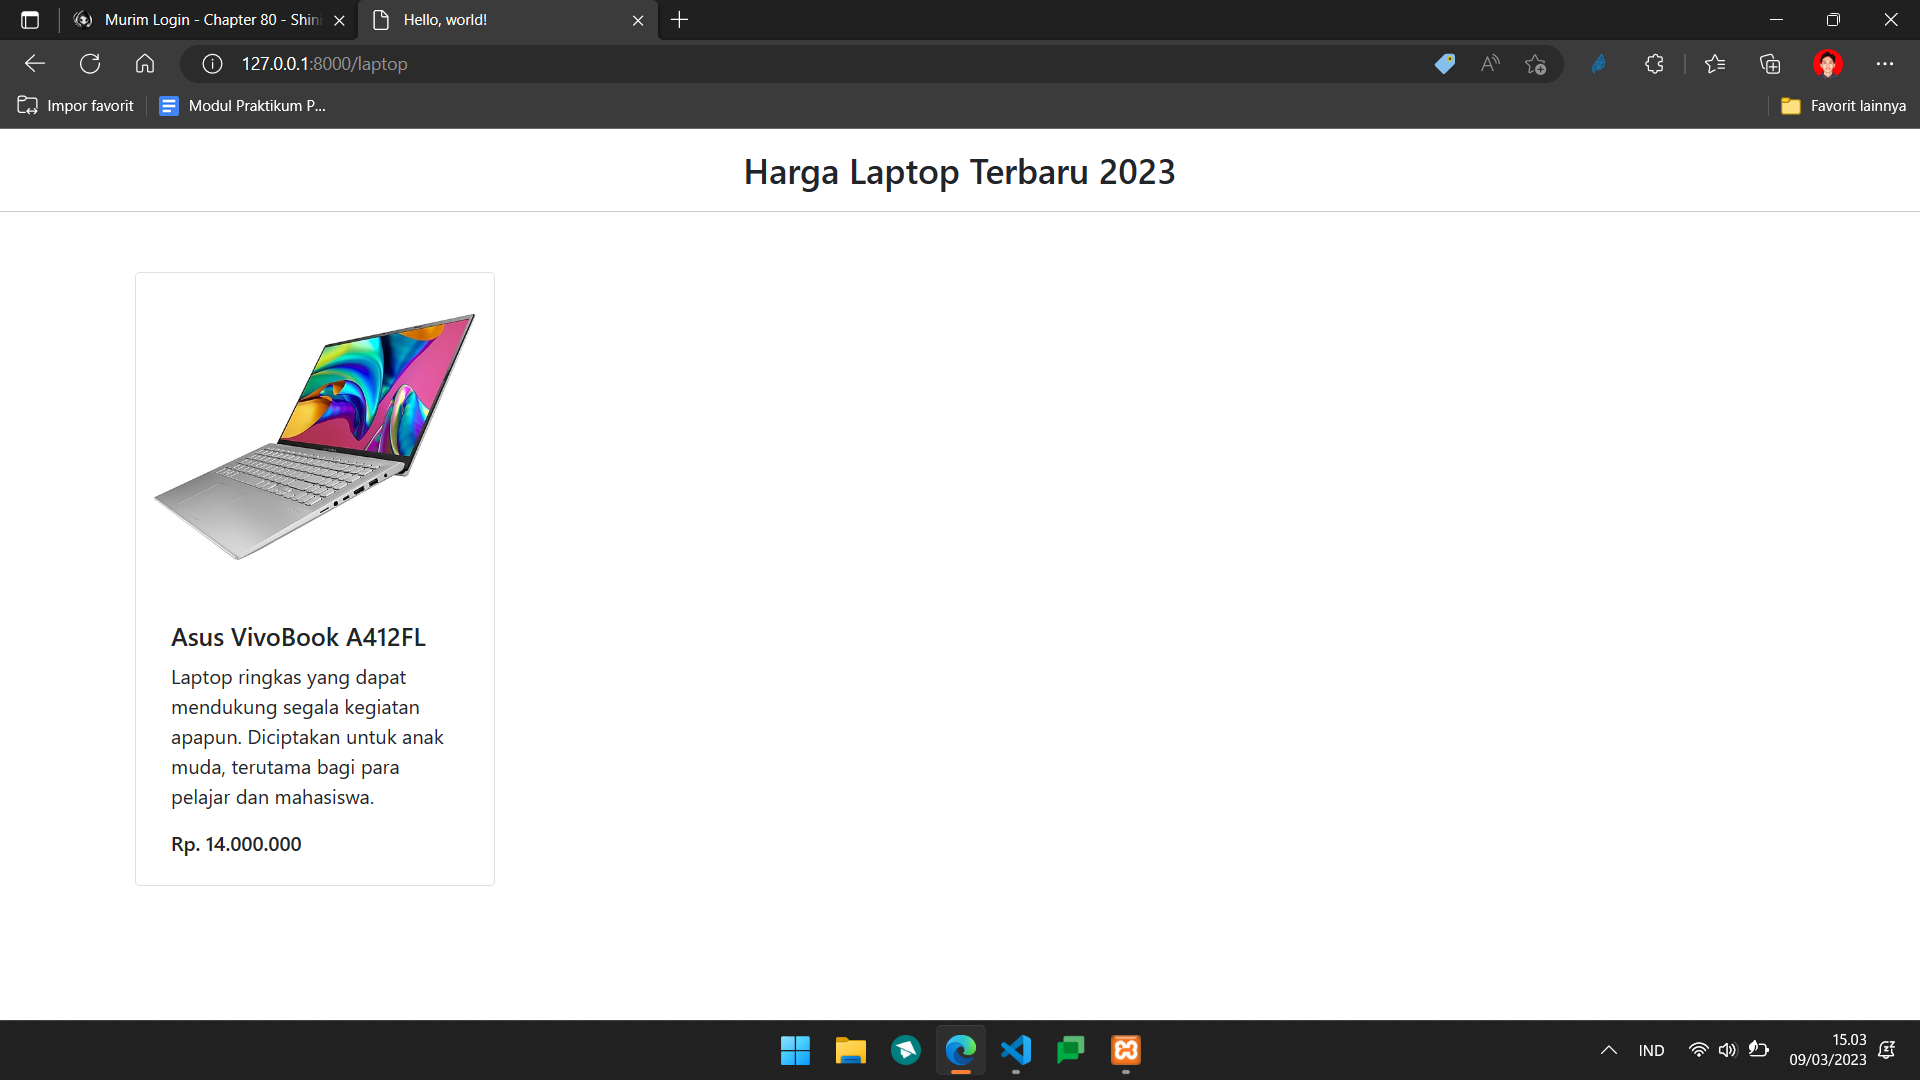 Murim Login - Chapter 80 - Shin
Hello, world!
127.0.0.1:8000/laptop
Impor favorit
Modul Praktikum P...
Favorit lainnya
Harga Laptop Terbaru 2023
Asus VivoBook A412FL
Laptop ringkas yang dapat
mendukung segala kegiatan
apapun. Diciptakan untuk anak
muda, terutama bagi para
pelajar dan mahasiswa.
Rp. 14.000.000
IND
15.03
09/03/2023